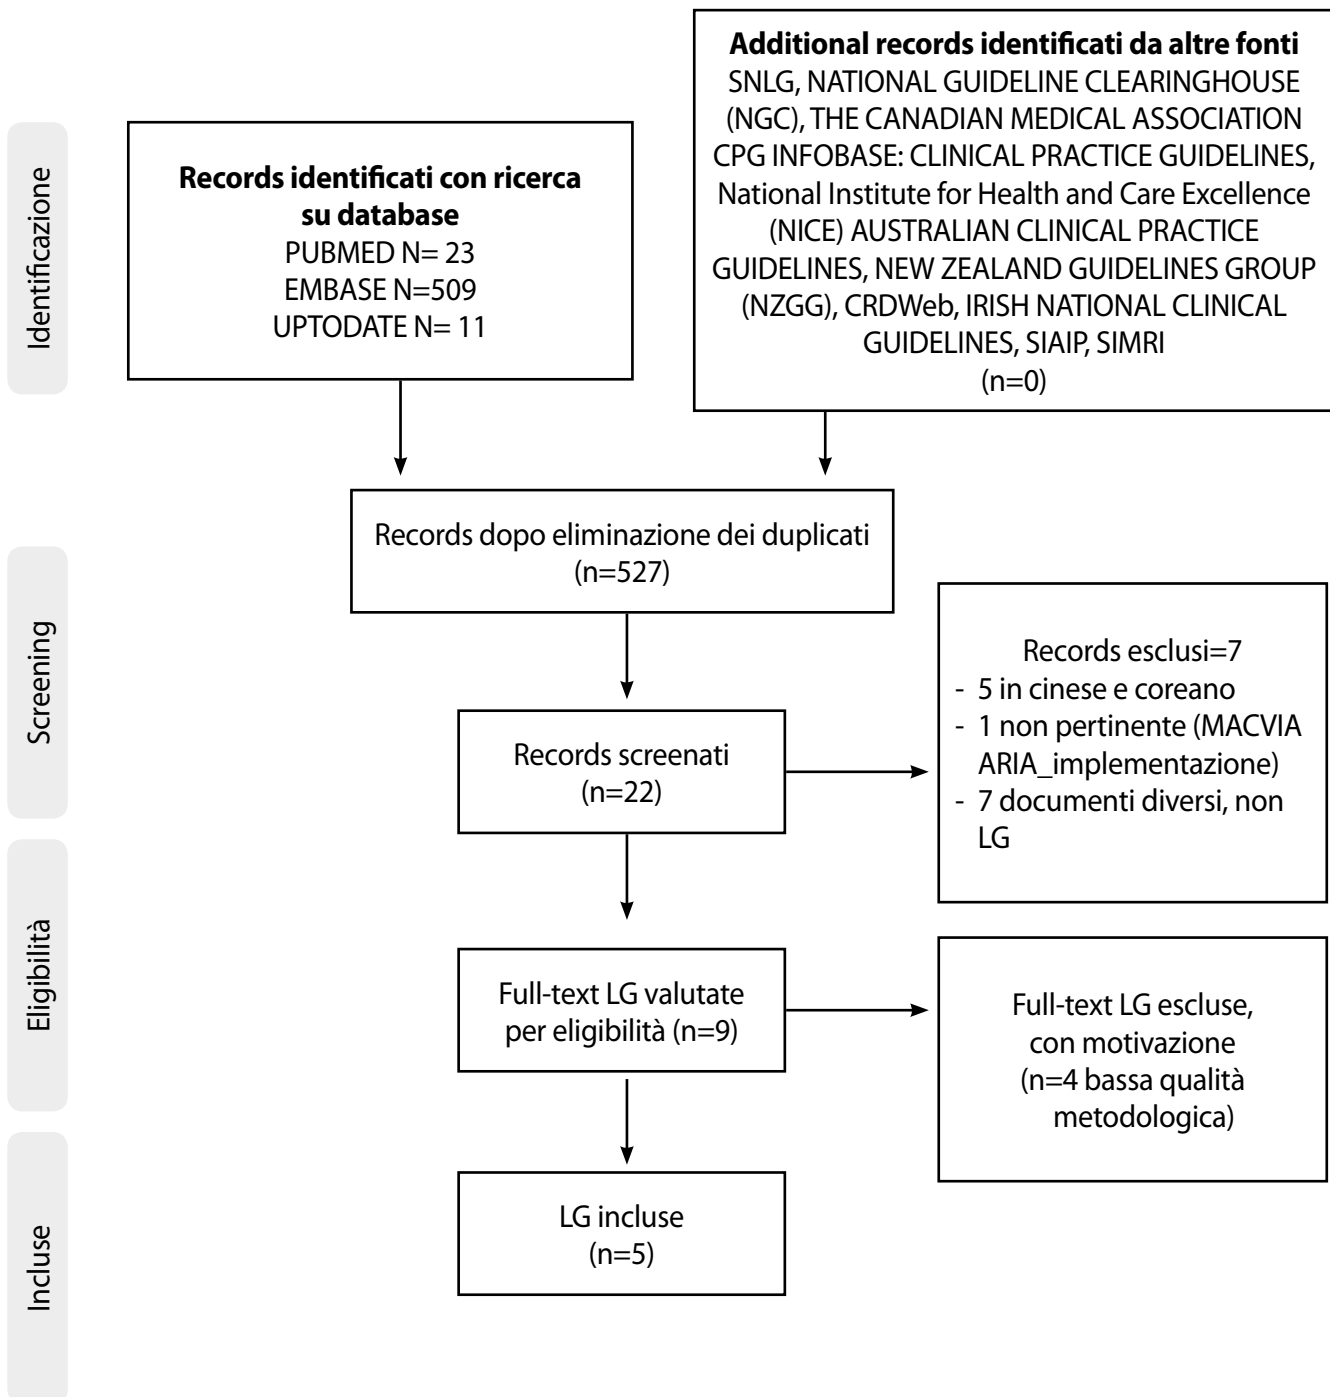 Identificazione
Records identificati con ricerca
su database
PUBMED N= 23
EMBASE N=509
UPTODATE N= 11
Additional records identificati da altre fonti
SNLG, NATIONAL GUIDELINE CLEARINGHOUSE
(NGC), THE CANADIAN MEDICAL ASSOCIATION
CPG INFOBASE: CLINICAL PRACTICE GUIDELINES,
National Institute for Health and Care Excellence
(NICE) AUSTRALIAN CLINICAL PRACTICE
GUIDELINES, NEW ZEALAND GUIDELINES GROUP
(NZGG), CRDWeb, IRISH NATIONAL CLINICAL
GUIDELINES, SIAIP, SIMRI
(n=0)
Records dopo eliminazione dei duplicati
(n=527)
Screening
Records screenati
(n=22)
Records esclusi=7
- 5 in cinese e coreano
- 1 non pertinente (MACVIA
ARIA_implementazione)
- 7 documenti diversi, non
LG
Eligibilità
Full-text LG valutate
per eligibilità (n=9)
Full-text LG escluse,
con motivazione
(n=4 bassa qualità
metodologica)
Incluse
LG incluse
(n=5)